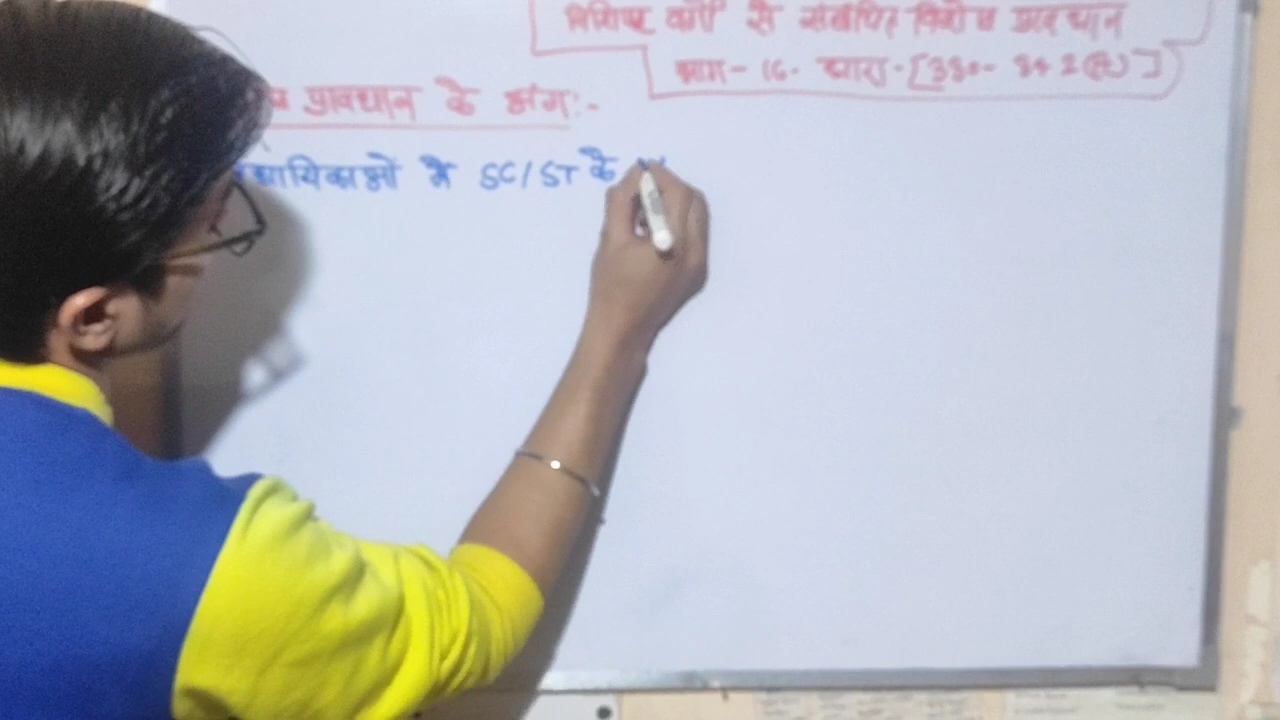 विशिष्ट वर्गो से संबंधित विशेष प्रावधान
भाग-16. धारा-[330-342(क)]
प्रावधान के अंग:-
में SC/ST के